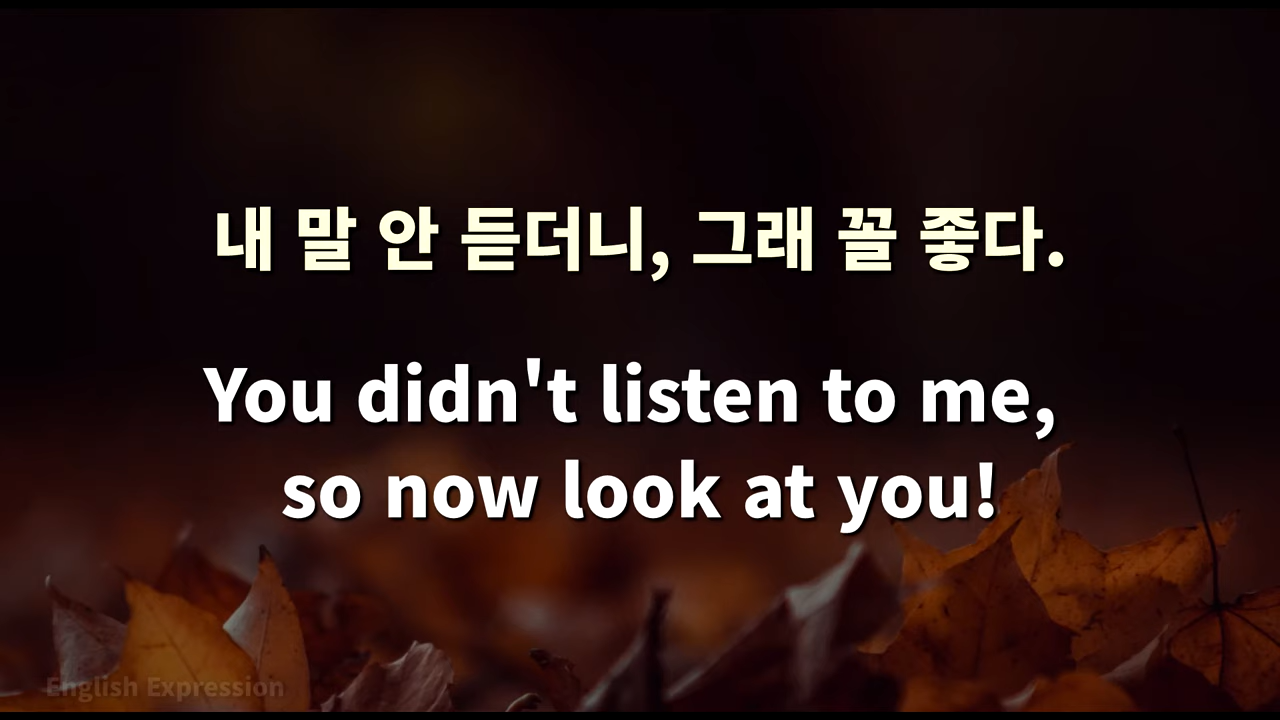 내 말 안 듣더니, 그래 꼴 좋다.
You didn't listen to me,
so now look at you!
English Expression